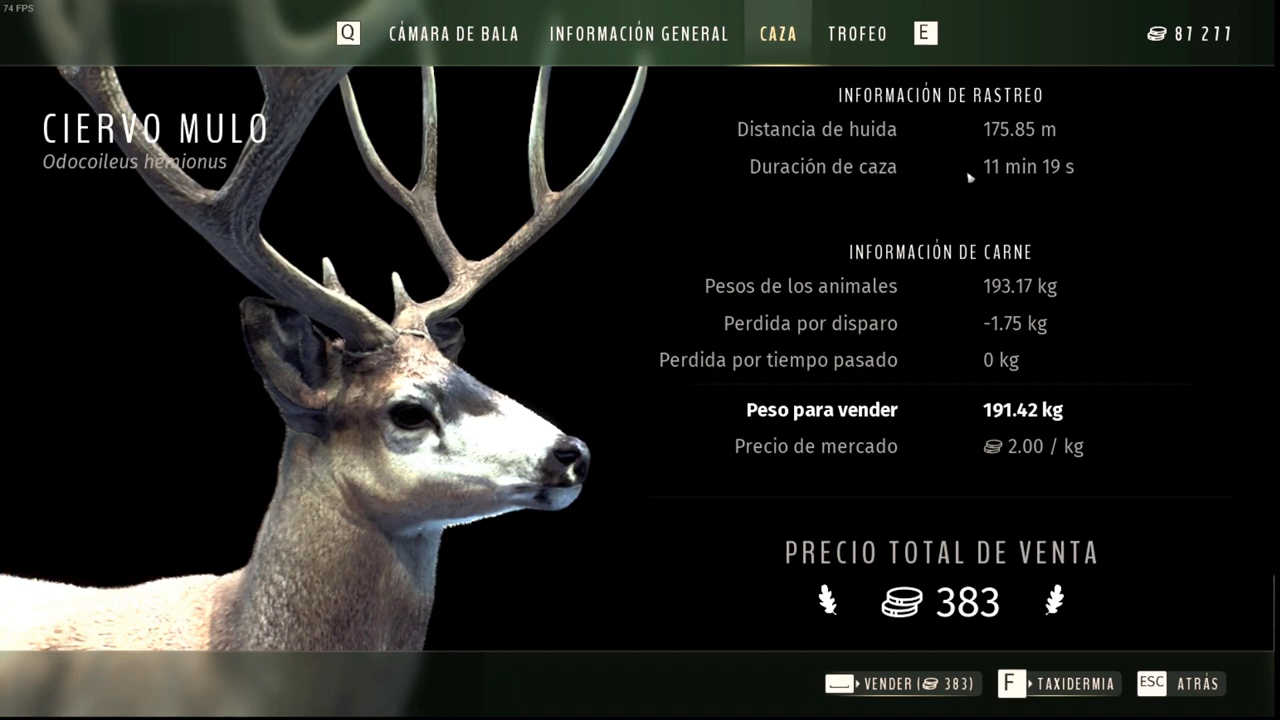 74 FPS
Q CÁMARA DE BALA INFORMACIÓN GENERAL CAZA TROFEO E 87 277
CIERVO MULO
Odocoileus hemionus
INFORMACIÓN DE RASTREO
Distancia de huida 175.85 m
Duración de caza 11 min 19 s
INFORMACIÓN DE CARNE
Pesos de los animales 193.17 kg
Perdida por disparo -1.75 kg
Perdida por tiempo pasado 0 kg
Peso para vender 191.42 kg
Precio de mercado 2.00 / kg
PRECIO TOTAL DE VENTA
383
VENDER (383) F TAXIDERMIA ESC ATRÁS